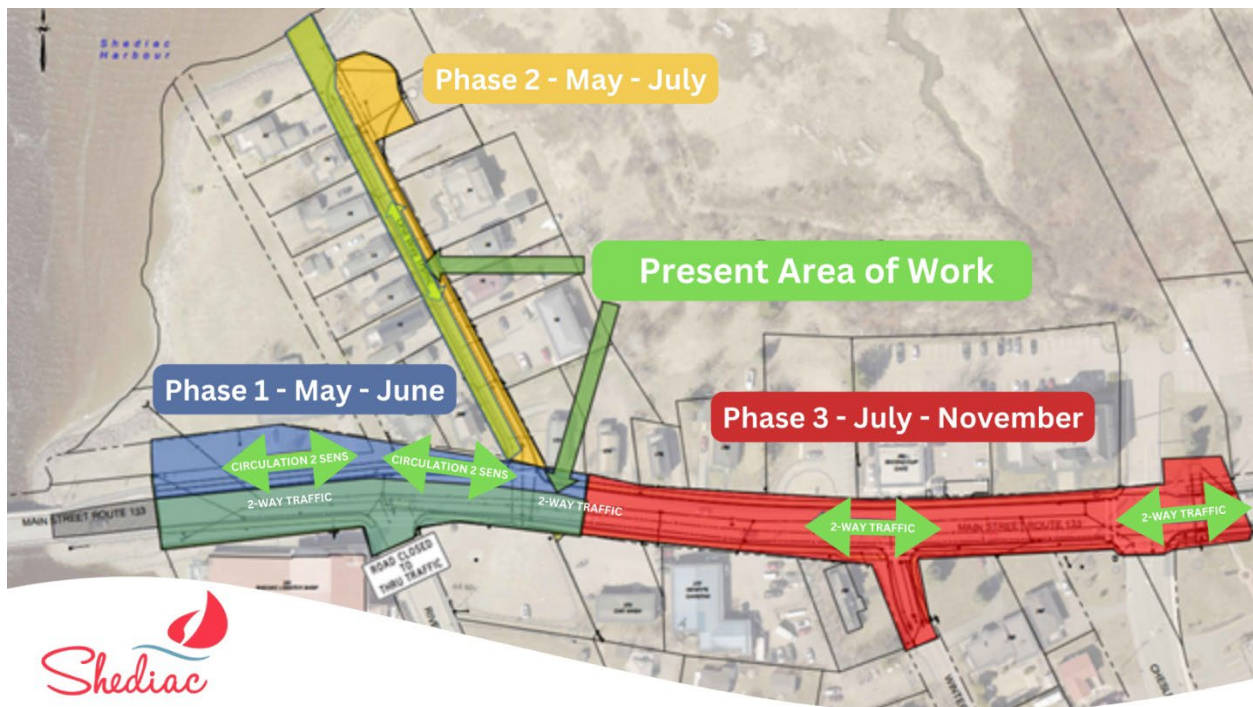 Shediac
Harbour
Phase 2 - May - July
Present Area of Work
Phase 1 - May - June
Phase 3 - July - November
CIRCULATION 2 SENS
CIRCULATION 2 SENS
2-WAY TRAFFIC
2-WAY TRAFFIC
2-WAY TRAFFIC
2-WAY TRAFFIC
MAIN STREET ROUTE 133
MAIN STREET ROUTE 133
ROAD CLOSED
TO
THRU TRAFFIC
CAR WASH
Shediac